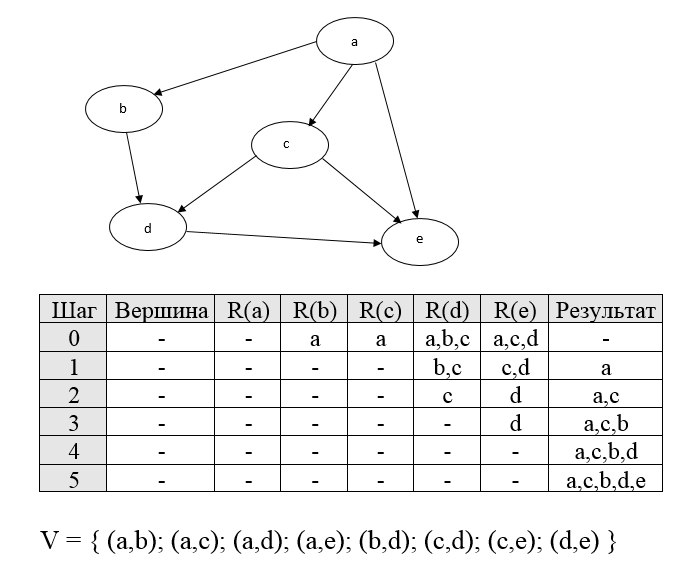 a
b
c
d
e
Шаг Вершина R(a) R(b) R(c) R(d) R(e) Результат
0 - - a a a,b,c a,c,d -
1 - - - - b,c c,d a
2 - - - - c d a,c
3 - - - - - d a,c,b
4 - - - - - - a,c,b,d
5 - - - - - - a,c,b,d,e
V = { (a,b); (a,c); (a,d); (a,e); (b,d); (c,d); (c,e); (d,e) }